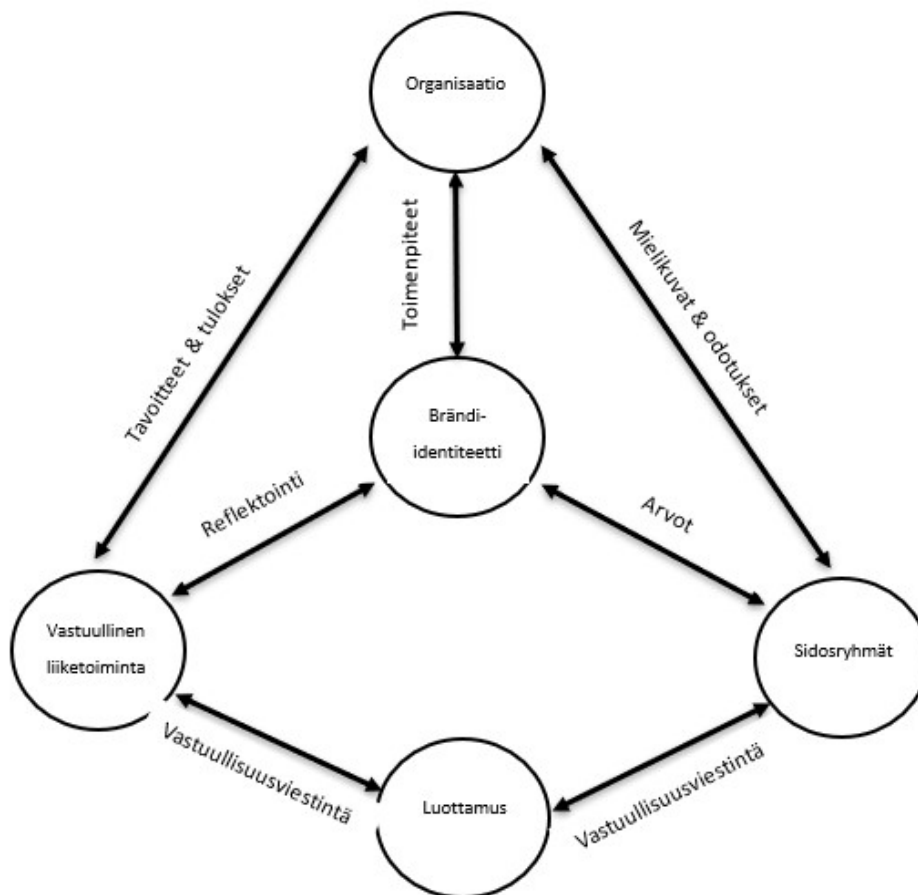 Organisaatio
Toimenpiteet
Mielikuvat & odotukset
Tavoitteet & tulokset
Brändi-
identiteetti
Reflektointi
Arvot
Vastuullinen
liiketoiminta
Sidosryhmät
Vastuullisuusviestintä
Luottamus
Vastuullisuusviestintä